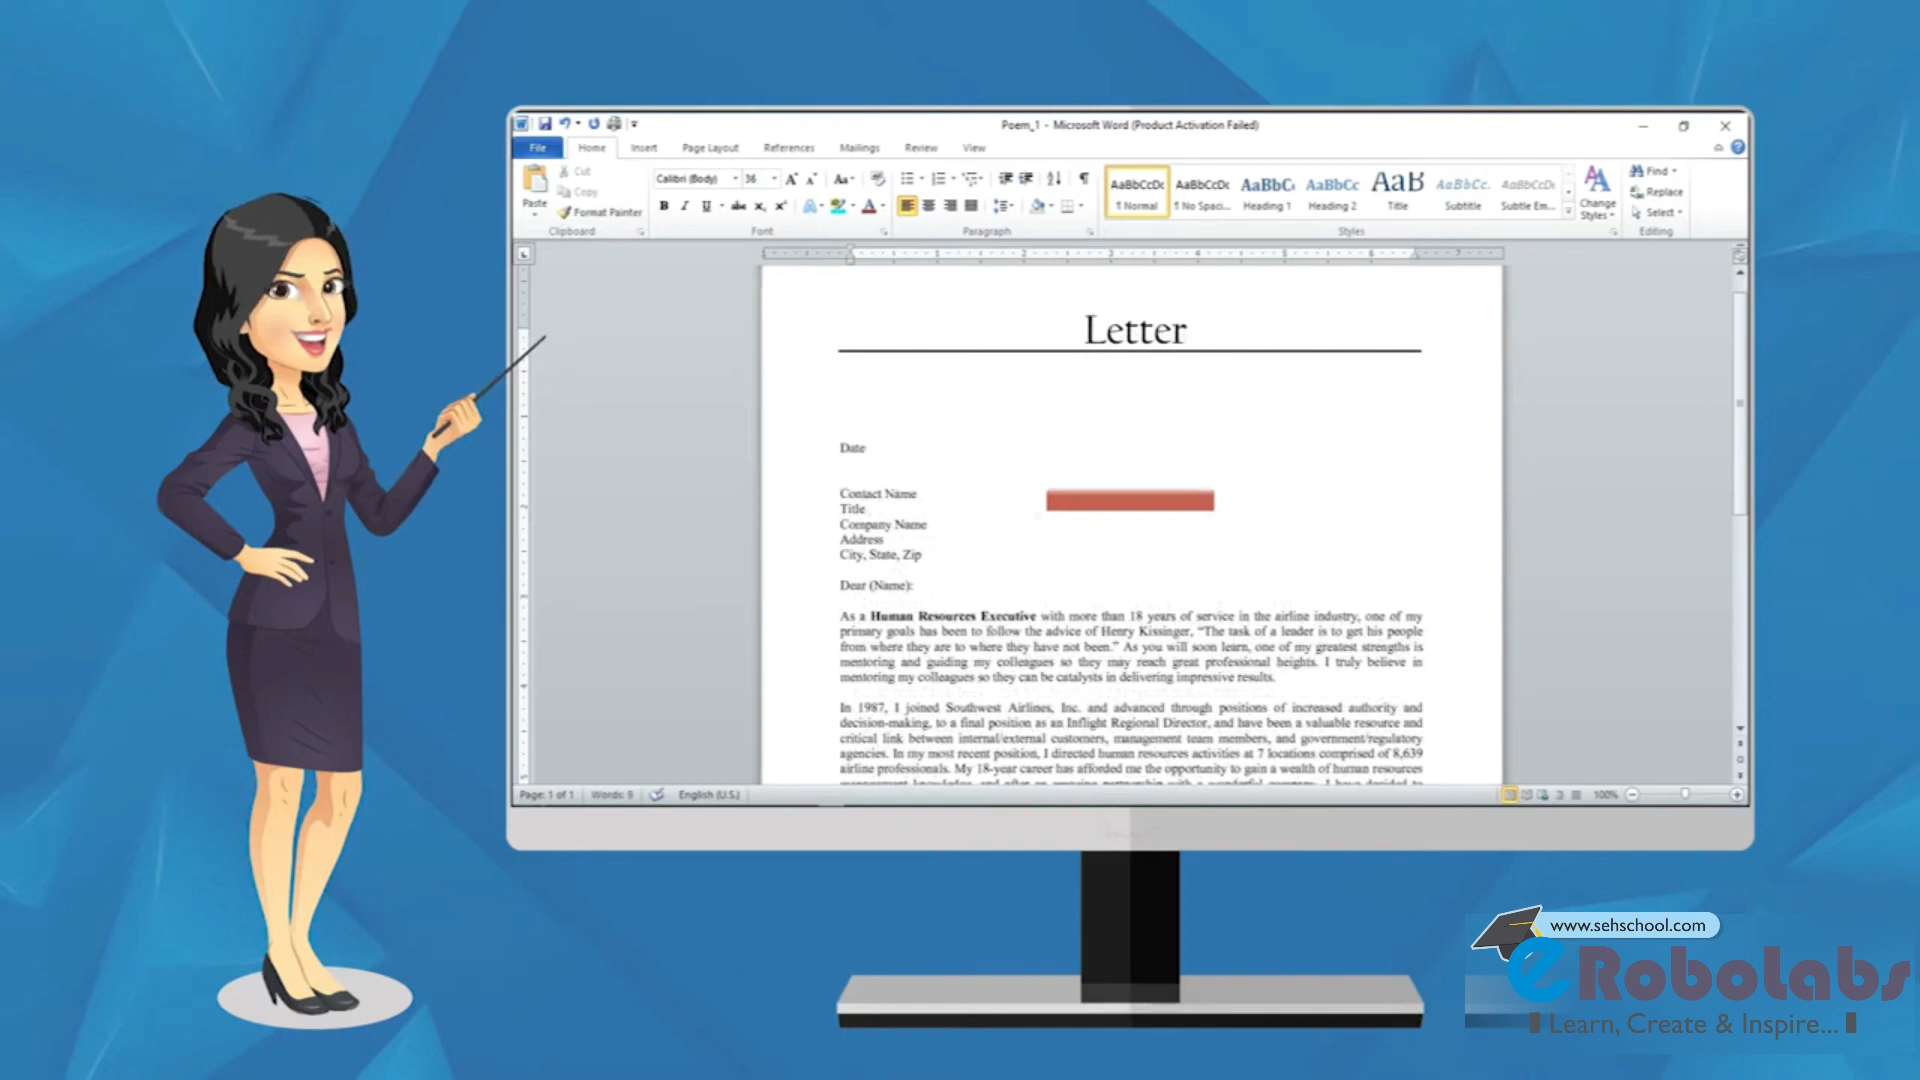 Poem_1 - Microsoft Word (Product Activation Failed)
File Home Insert Page Layout References Mailings Review View
Paste
Cut
Copy
Format Painter
Clipboard
Calibri (Body) 36
Font
Paragraph
AaBbCcDc AaBbCcDc AaBbC AaBbCc AaB AaBbCc. AaBbCcDc
¶ Normal ¶ No Spaci... Heading 1 Heading 2 Title Subtitle Subtle Em...
Change Styles
Styles
Find
Replace
Select
Editing
Letter
Date
Contact Name
Title
Company Name
Address
City, State, Zip
Dear (Name):
As a Human Resources Executive with more than 18 years of service in the airline industry, one of my
primary goals has been to follow the advice of Henry Kissinger, “The task of a leader is to get his people
from where they are to where they have not been.” As you will soon learn, one of my greatest strengths is
mentoring and guiding my colleagues so they may reach great professional heights. I truly believe in
mentoring my colleagues so they can be catalysts in delivering impressive results.
In 1987, I joined Southwest Airlines, Inc. and advanced through positions of increased authority and
decision-making, to a final position as an Inflight Regional Director, and have been a valuable resource and
critical link between internal/external customers, management team members, and government/regulatory
agencies. In my most recent position, I directed human resources activities at 7 locations comprised of 8,639
airline professionals. My 18-year career has afforded me the opportunity to gain a wealth of human resources
Page: 1 of 1 Words: 8 English (U.S.) 100%
www.sehschool.com
eRoboLabs
Learn, Create & Inspire...